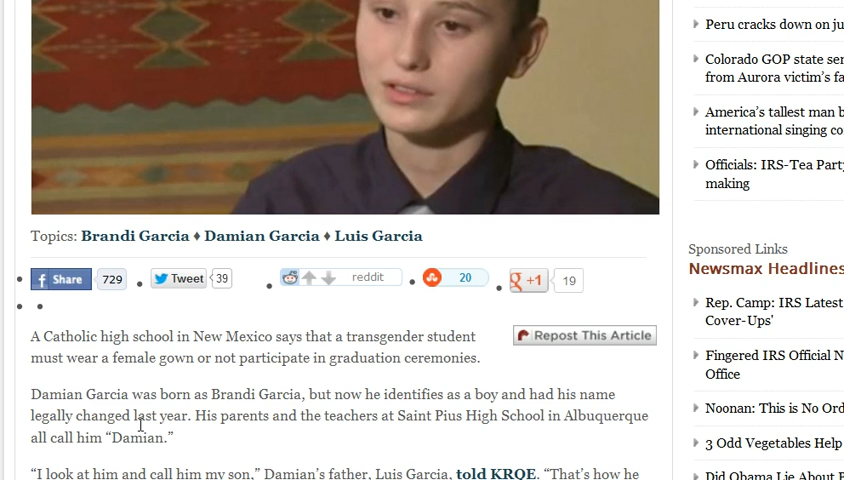 Topics: Brandi Garcia ♦ Damian Garcia ♦ Luis Garcia
Share 729
Tweet 39
reddit
20
+1 19
Repost This Article
A Catholic high school in New Mexico says that a transgender student
must wear a female gown or not participate in graduation ceremonies.
Damian Garcia was born as Brandi Garcia, but now he identifies as a boy and had his name
legally changed last year. His parents and the teachers at Saint Pius High School in Albuquerque
all call him “Damian.”
“I look at him and call him my son,” Damian’s father, Luis Garcia, told KRQE. “That’s how he
Peru cracks down on ju
Colorado GOP state sen
from Aurora victim’s fa
America’s tallest man b
international singing co
Officials: IRS-Tea Party
making
Sponsored Links
Newsmax Headlines
Rep. Camp: IRS Latest
Cover-Ups'
Fingered IRS Official N
Office
Noonan: This is No Ord
3 Odd Vegetables Help
Did Obama Lie About B